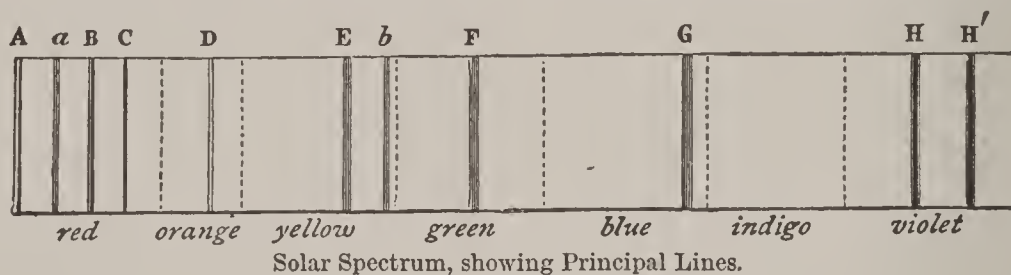 A a B C D E b F G H H′
red orange yellow green blue indigo violet
Solar Spectrum, showing Principal Lines.